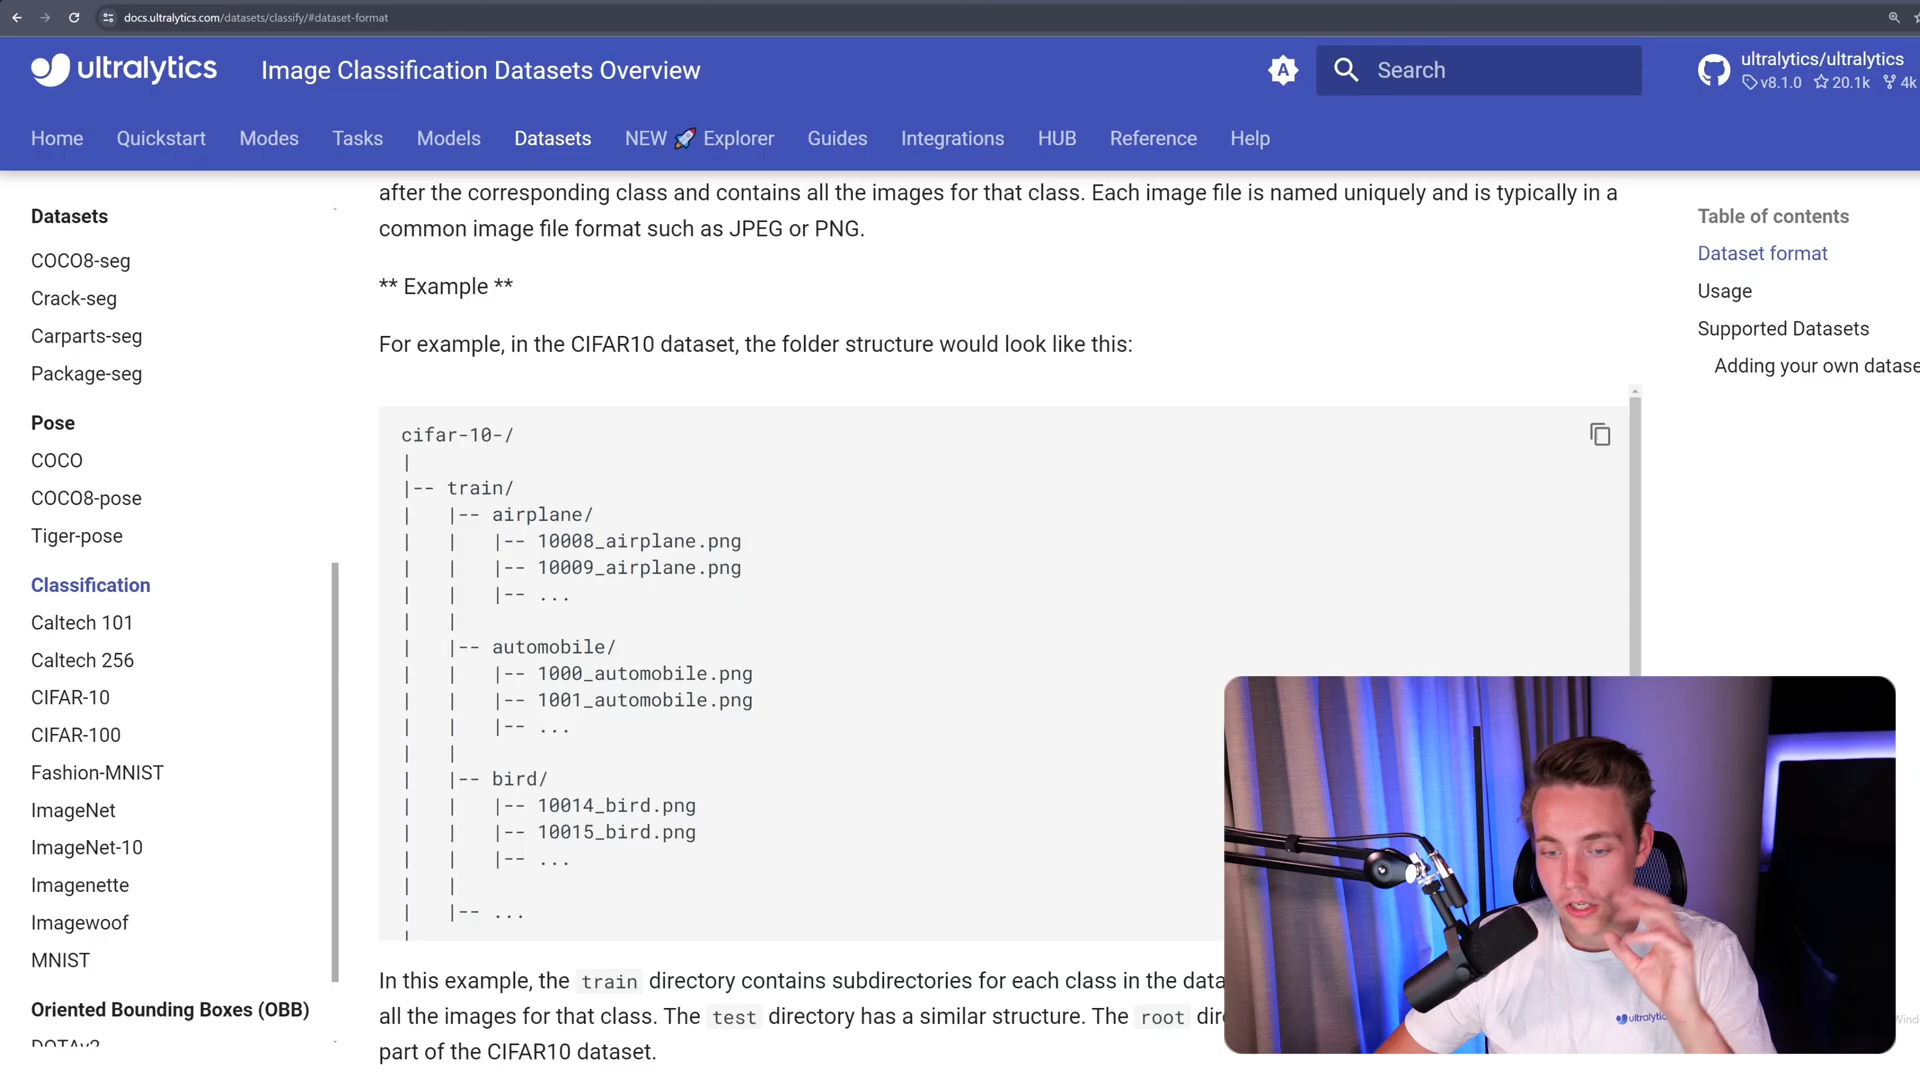 docs.ultralytics.com/datasets/classify/#dataset-format
ultralytics
Image Classification Datasets Overview
A
Search
ultralytics/ultralytics
v8.1.0 20.1k 4k
Home
Quickstart
Modes
Tasks
Models
Datasets
NEW 🚀 Explorer
Guides
Integrations
HUB
Reference
Help
Datasets
COCO8-seg
Crack-seg
Carparts-seg
Package-seg
Pose
COCO
COCO8-pose
Tiger-pose
Classification
Caltech 101
Caltech 256
CIFAR-10
CIFAR-100
Fashion-MNIST
ImageNet
ImageNet-10
Imagenette
Imagewoof
MNIST
Oriented Bounding Boxes (OBB)
DOTAv2
after the corresponding class and contains all the images for that class. Each image file is named uniquely and is typically in a
common image file format such as JPEG or PNG.
** Example **
For example, in the CIFAR10 dataset, the folder structure would look like this:
cifar-10-/
|
|-- train/
|   |-- airplane/
|   |   |-- 10008_airplane.png
|   |   |-- 10009_airplane.png
|   |   |-- ...
|   |
|   |-- automobile/
|   |   |-- 1000_automobile.png
|   |   |-- 1001_automobile.png
|   |   |-- ...
|   |
|   |-- bird/
|   |   |-- 10014_bird.png
|   |   |-- 10015_bird.png
|   |   |-- ...
|   |
|   |-- ...
|
In this example, the train directory contains subdirectories for each class in the data
all the images for that class. The test directory has a similar structure. The root dire
part of the CIFAR10 dataset.
Table of contents
Dataset format
Usage
Supported Datasets
Adding your own datase
ultralytic
Wind